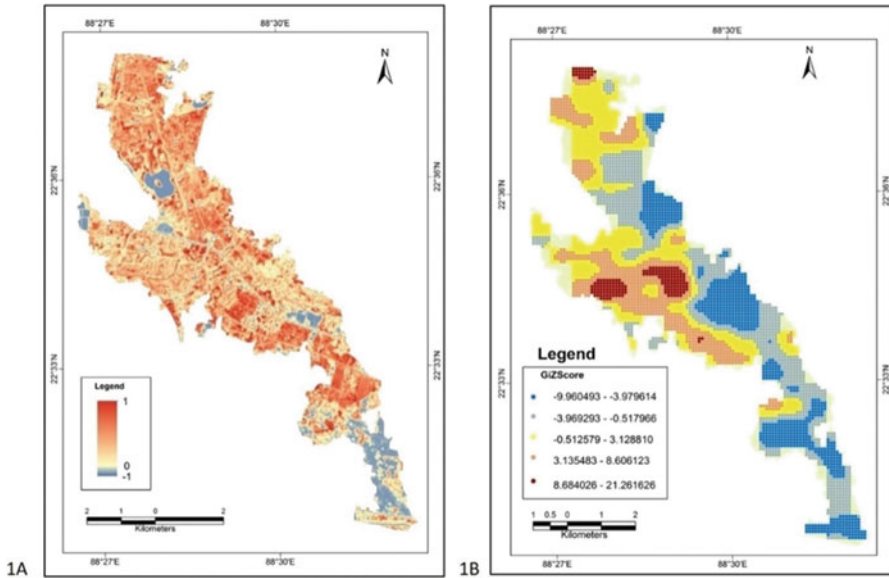 88°27'E 88°30'E
N
22°36'N 22°36'N
22°33'N 22°33'N
Legend
1
0
-1
2 1 0 2
Kilometers
88°27'E 88°30'E
1A
88°27'E 88°30'E
N
22°36'N 22°36'N
22°33'N 22°33'N
Legend
GiZScore
-9.960493 - -3.979614
-3.969293 - -0.517966
-0.512579 - 3.128810
3.135483 - 8.606123
8.684026 - 21.261626
1 0.5 0 1 2
Kilometers
88°27'E 88°30'E
1B